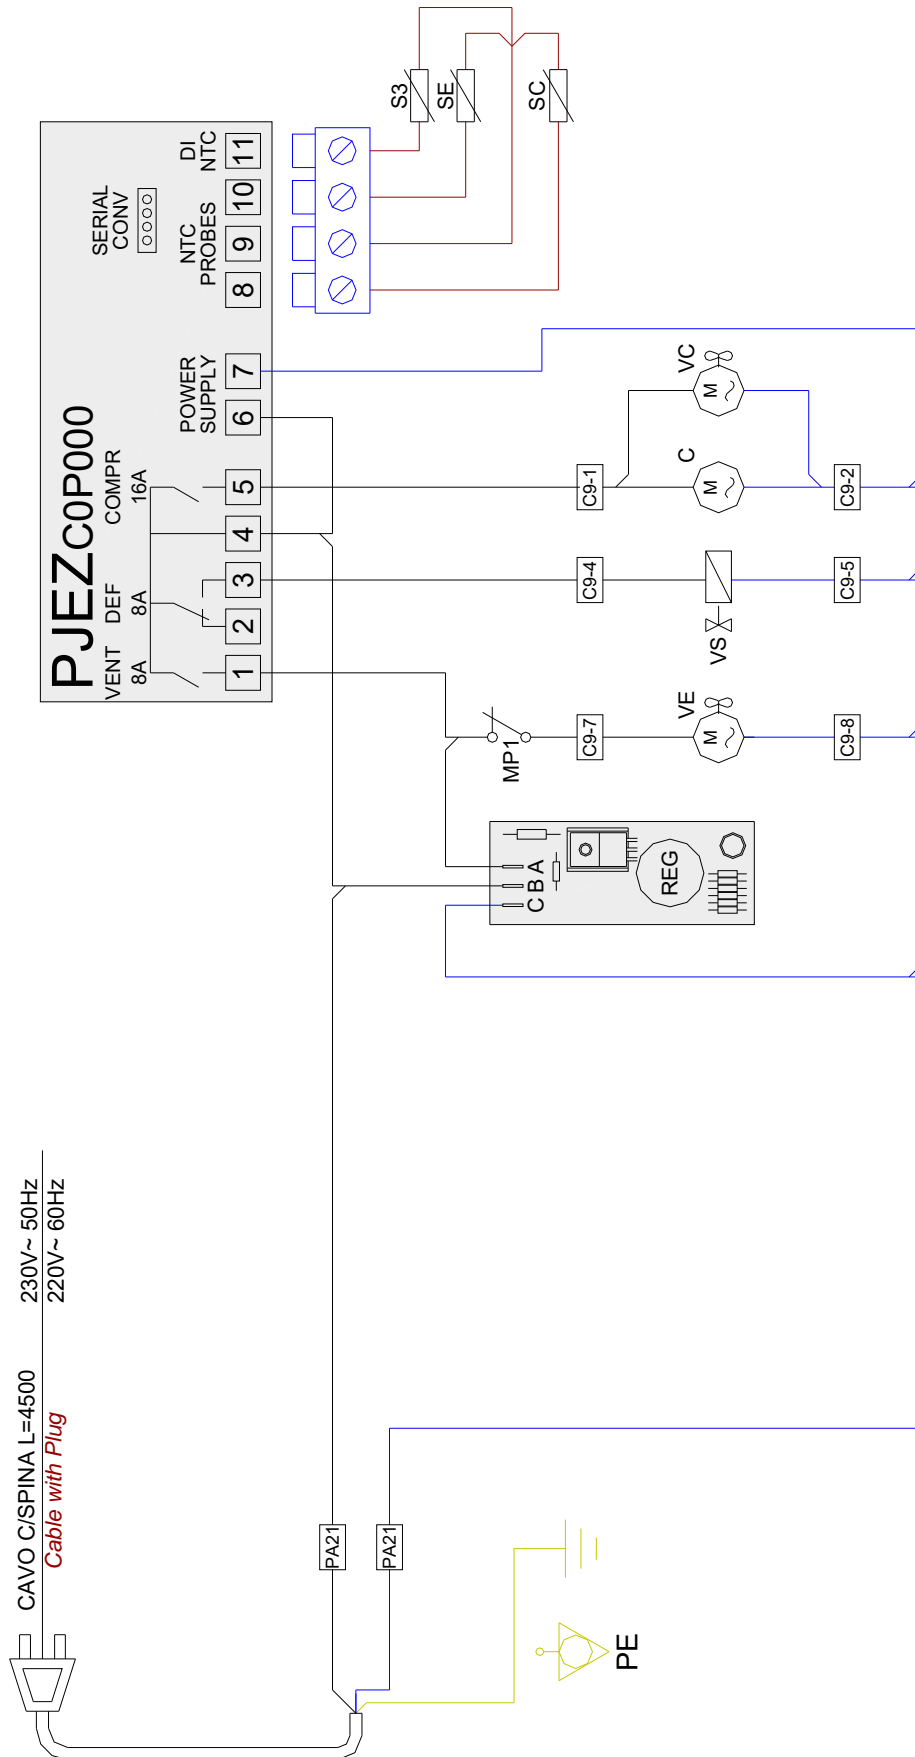 CAVO C/SPINA L=4500
Cable with Plug
230V~ 50Hz
220V~ 60Hz
PJEZC0P000
VENT
8A
DEF
8A
COMPR
16A
POWER
SUPPLY
SERIAL
CONV
NTC
PROBES
DI
NTC
1
2
3
4
5
6
7
8
9
10
11
S3
SE
SC
MP1
C9-7
C9-4
C9-1
VE
M
VS
C
M
VC
M
C9-8
C9-5
C9-2
C B A
REG
PA21
PA21
PE